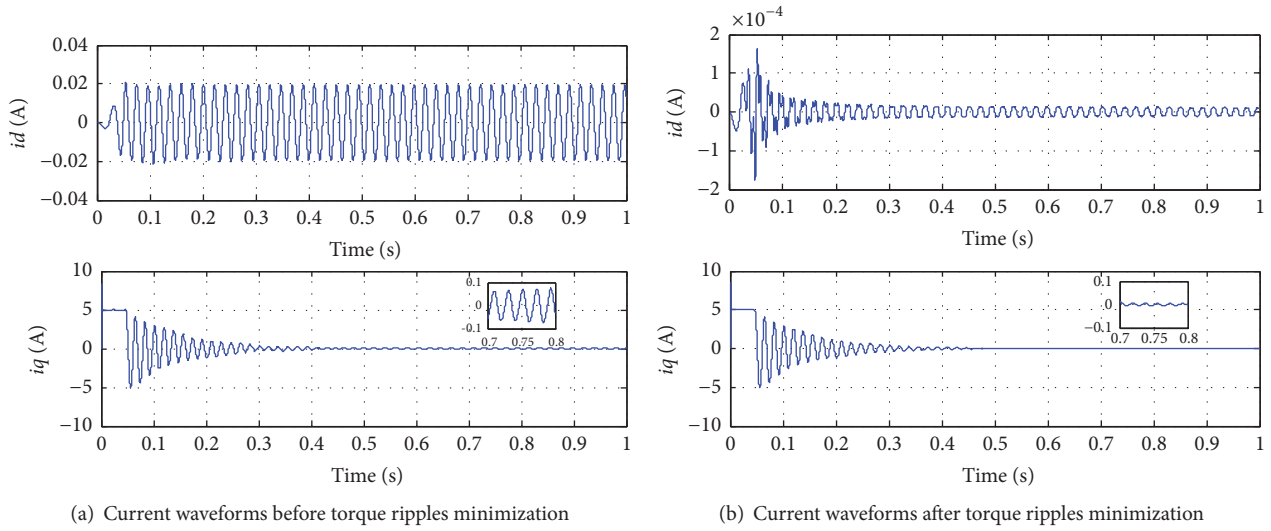 0.04
0.02
0
−0.02
−0.04
id (A)
0 0.1 0.2 0.3 0.4 0.5 0.6 0.7 0.8 0.9 1
Time (s)
10
5
0
−5
−10
iq (A)
0.1
0
-0.1
0.7 0.75 0.8
0 0.1 0.2 0.3 0.4 0.5 0.6 0.7 0.8 0.9 1
Time (s)
(a) Current waveforms before torque ripples minimization
×10−4
2
1
0
−1
−2
id (A)
0 0.1 0.2 0.3 0.4 0.5 0.6 0.7 0.8 0.9 1
Time (s)
10
5
0
−5
−10
iq (A)
0.1
0
−0.1
0.7 0.75 0.8
0 0.1 0.2 0.3 0.4 0.5 0.6 0.7 0.8 0.9 1
Time (s)
(b) Current waveforms after torque ripples minimization